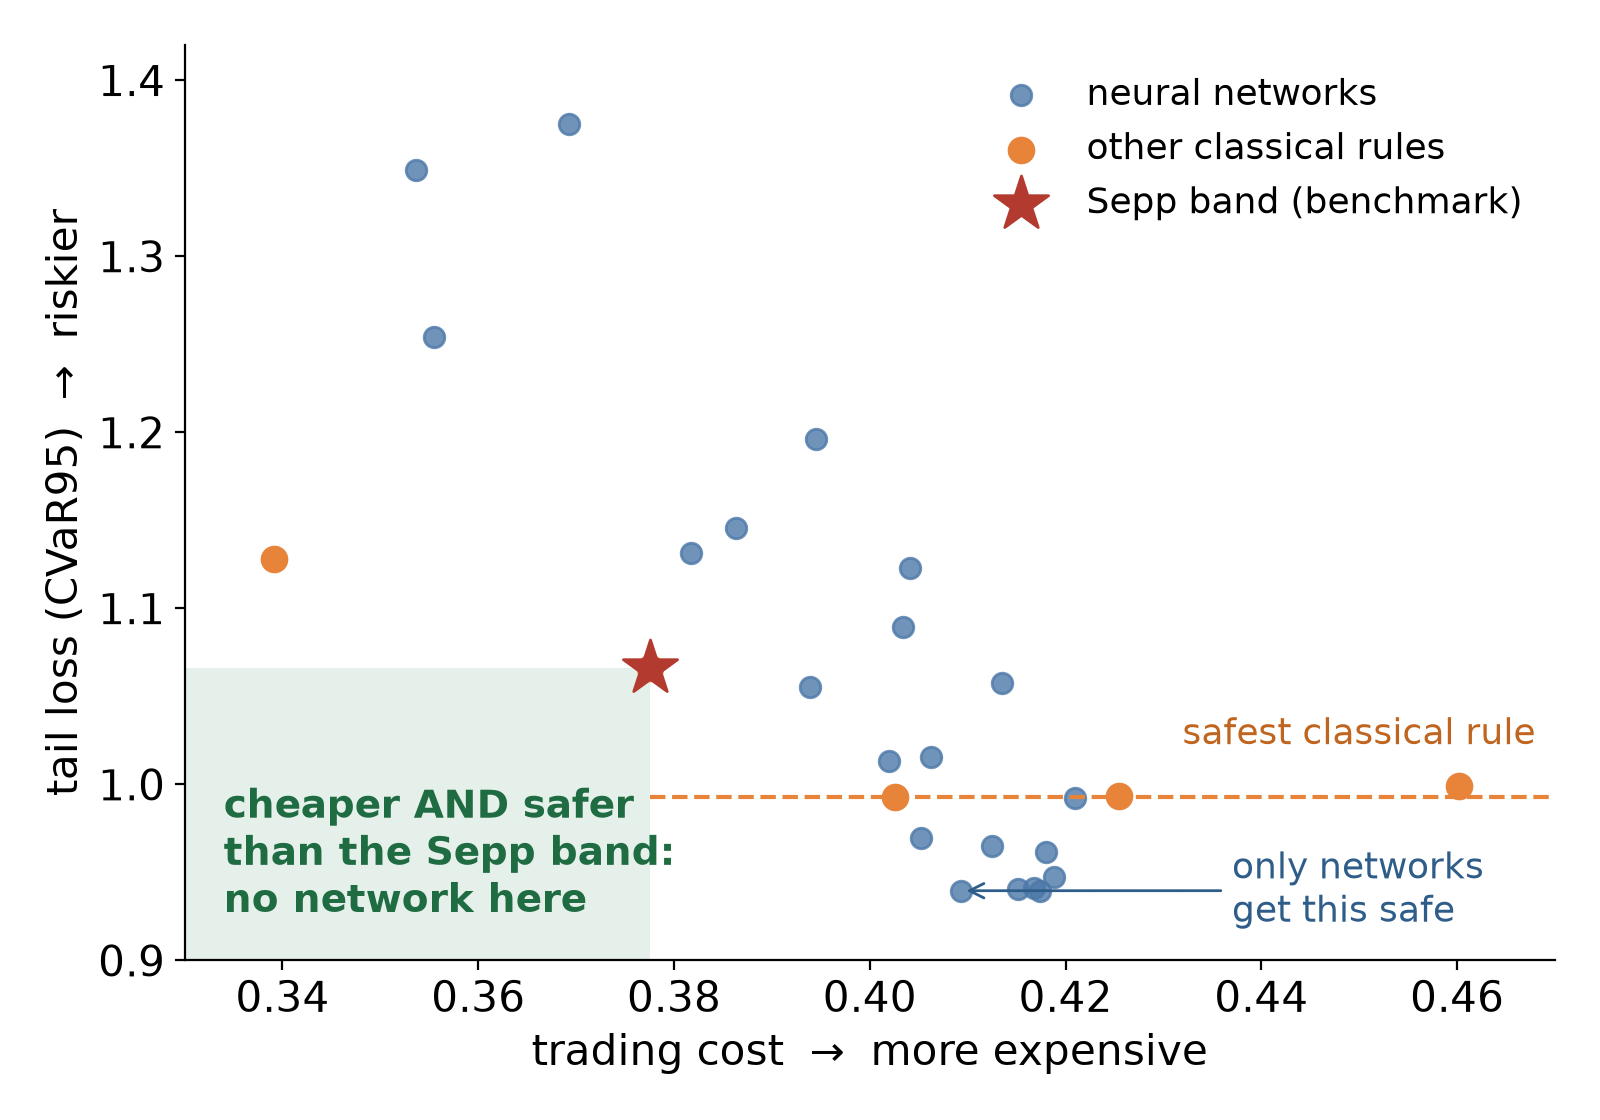 neural networks
other classical rules
Sepp band (benchmark)
tail loss (CVaR95) → riskier
1.4
1.3
1.2
1.1
1.0
0.9
safest classical rule
cheaper AND safer
than the Sepp band:
no network here
only networks
get this safe
0.34 0.36 0.38 0.40 0.42 0.44 0.46
trading cost → more expensive